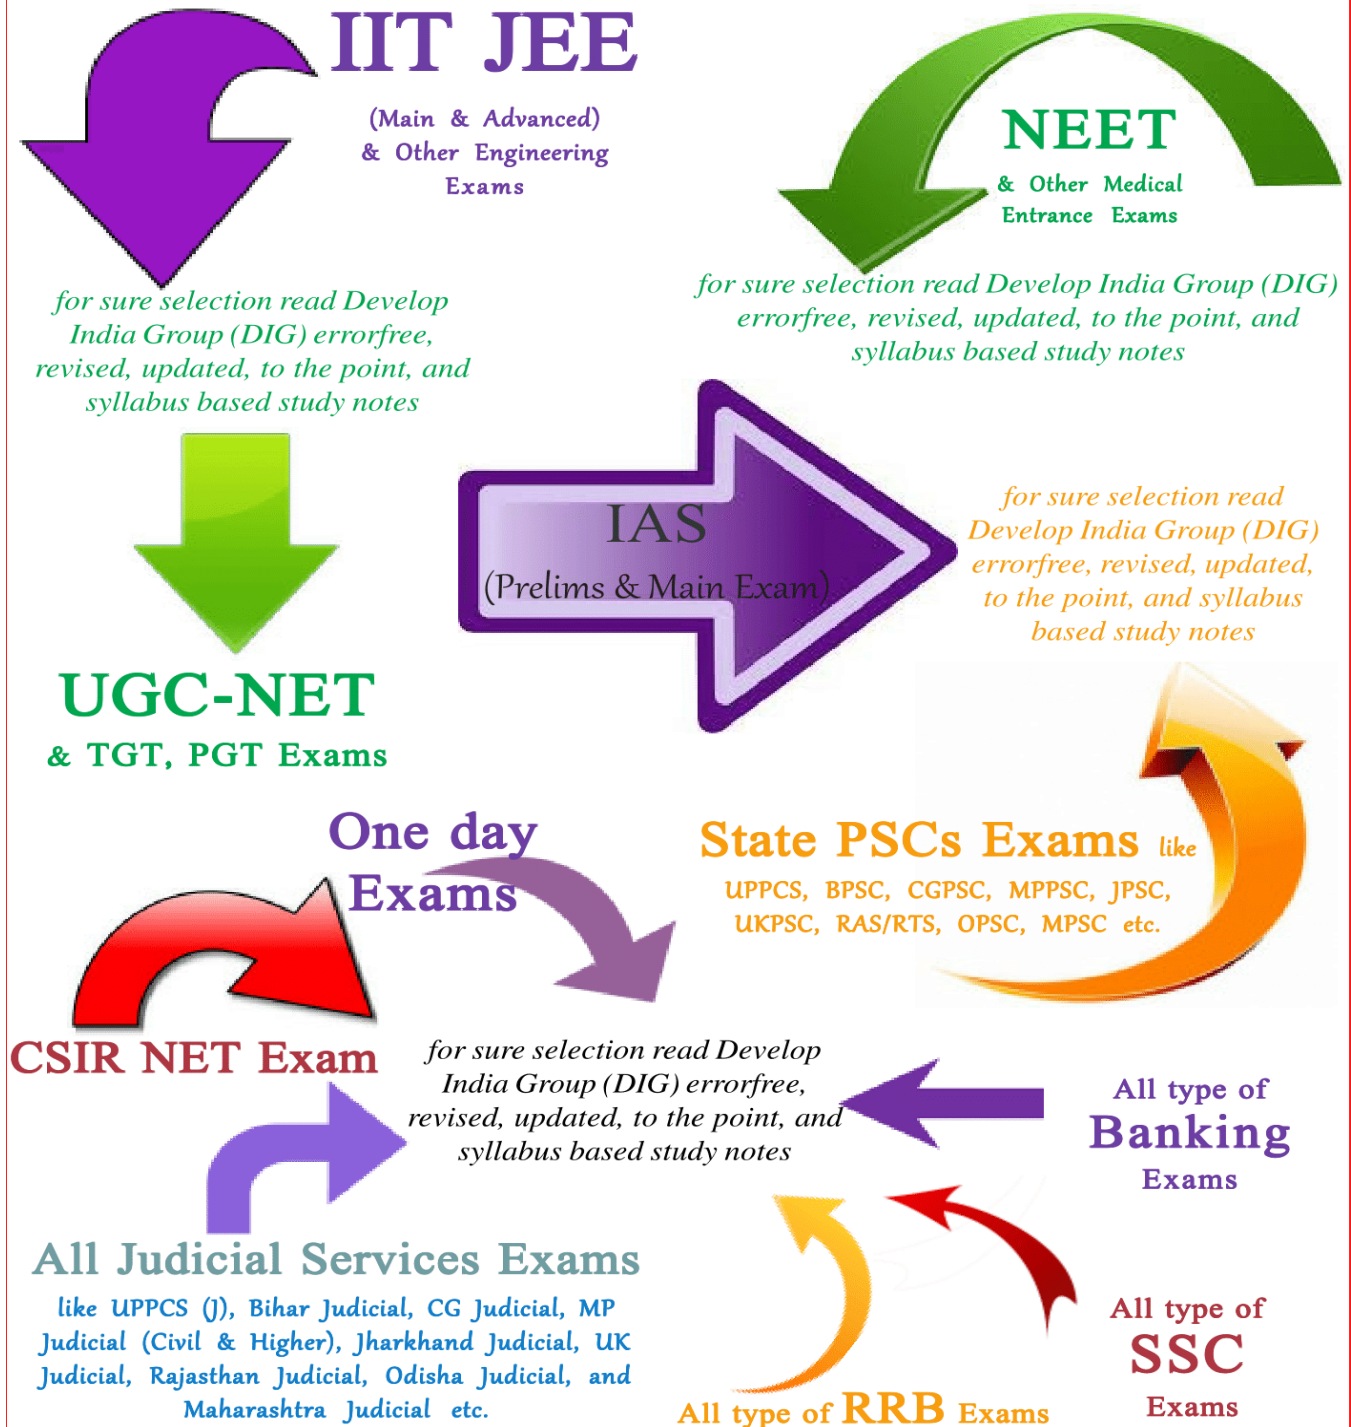 IIT JEE
(Main & Advanced)
& Other Engineering
Exams
NEET
& Other Medical
Entrance Exams
for sure selection read Develop
India Group (DIG) errorfree,
revised, updated, to the point, and
syllabus based study notes
for sure selection read Develop India Group (DIG)
errorfree, revised, updated, to the point, and
syllabus based study notes
IAS
(Prelims & Main Exam)
for sure selection read
Develop India Group (DIG)
errorfree, revised, updated,
to the point, and syllabus
based study notes
UGC-NET
& TGT, PGT Exams
One day
Exams
State PSCs Exams like
UPPCS, BPSC, CGPSC, MPPSC, JPSC,
UKPSC, RAS/RTS, OPSC, MPSC etc.
CSIR NET Exam
for sure selection read Develop
India Group (DIG) errorfree,
revised, updated, to the point, and
syllabus based study notes
All type of
Banking
Exams
All Judicial Services Exams
like UPPCS (J), Bihar Judicial, CG Judicial, MP
Judicial (Civil & Higher), Jharkhand Judicial, UK
Judicial, Rajasthan Judicial, Odisha Judicial, and
Maharashtra Judicial etc.
All type of RRB Exams
All type of
SSC
Exams